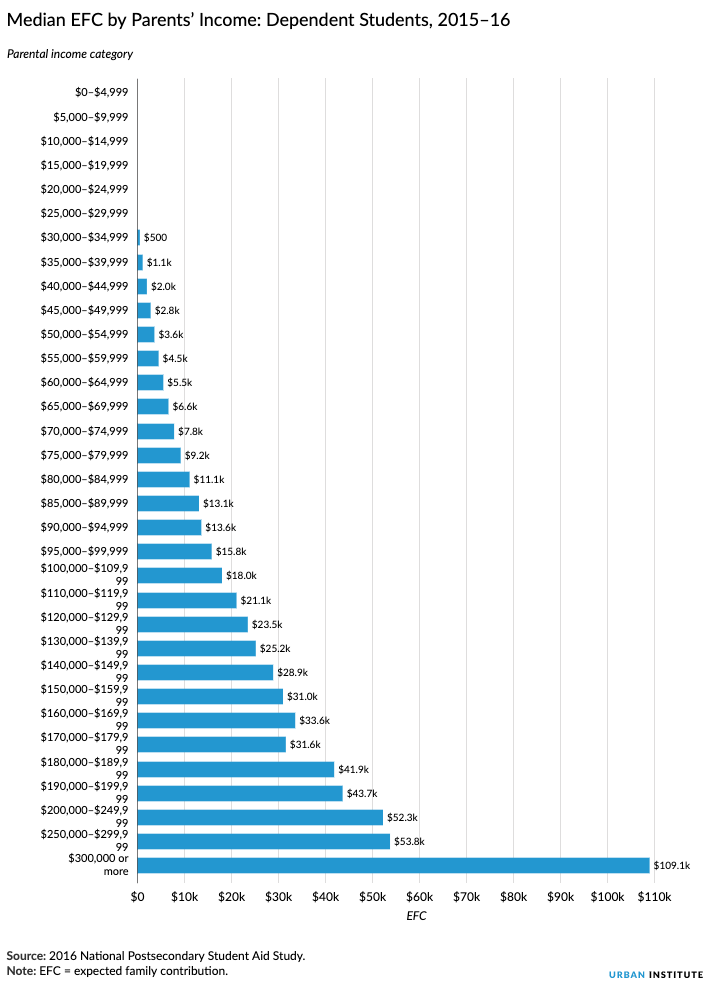 Median EFC by Parents’ Income: Dependent Students, 2015–16
Parental income category
$0–$4,999
$5,000–$9,999
$10,000–$14,999
$15,000–$19,999
$20,000–$24,999
$25,000–$29,999
$30,000–$34,999 $500
$35,000–$39,999 $1.1k
$40,000–$44,999 $2.0k
$45,000–$49,999 $2.8k
$50,000–$54,999 $3.6k
$55,000–$59,999 $4.5k
$60,000–$64,999 $5.5k
$65,000–$69,999 $6.6k
$70,000–$74,999 $7.8k
$75,000–$79,999 $9.2k
$80,000–$84,999 $11.1k
$85,000–$89,999 $13.1k
$90,000–$94,999 $13.6k
$95,000–$99,999 $15.8k
$100,000–$109,9
99 $18.0k
$110,000–$119,9
99 $21.1k
$120,000–$129,9
99 $23.5k
$130,000–$139,9
99 $25.2k
$140,000–$149,9
99 $28.9k
$150,000–$159,9
99 $31.0k
$160,000–$169,9
99 $33.6k
$170,000–$179,9
99 $31.6k
$180,000–$189,9
99 $41.9k
$190,000–$199,9
99 $43.7k
$200,000–$249,9
99 $52.3k
$250,000–$299,9
99 $53.8k
$300,000 or
more $109.1k
$0 $10k $20k $30k $40k $50k $60k $70k $80k $90k $100k $110k
EFC
Source: 2016 National Postsecondary Student Aid Study.
Note: EFC = expected family contribution.
URBAN INSTITUTE